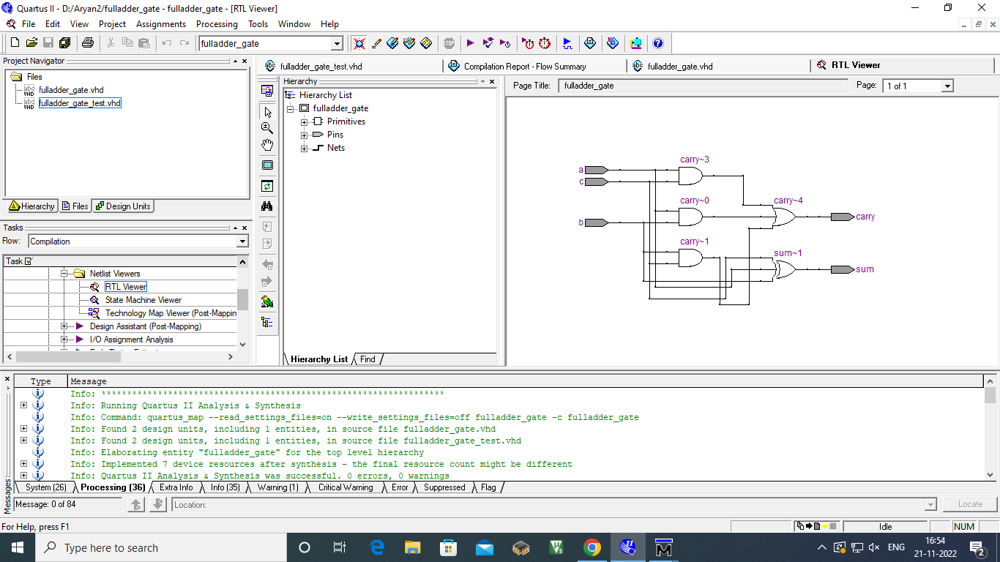 Quartus II - D:/Aryan2/fulladder_gate - fulladder_gate - [RTL Viewer]
File Edit View Project Assignments Processing Tools Window Help
STOP
fulladder_gate
Project Navigator
Files
abc VHD fulladder_gate.vhd
abc VHD fulladder_gate_test.vhd
Hierarchy Files Design Units
Tasks
Flow: Compilation
Task
Netlist Viewers
RTL Viewer
State Machine Viewer
Technology Map Viewer (Post-Mappin
Design Assistant (Post-Mapping)
I/O Assignment Analysis
fulladder_gate_test.vhd Compilation Report - Flow Summary fulladder_gate.vhd RTL Viewer
Hierarchy
Hierarchy List
fulladder_gate
Primitives
Pins
Nets
Hierarchy List Find
Page Title: fulladder_gate Page: 1 of 1
carry~3
a
c
carry~0
carry~4
b
carry
carry~1
sum~1
sum
Type Message
Info: *******************************************************************
Info: Running Quartus II Analysis & Synthesis
Info: Command: quartus_map --read_settings_files=on --write_settings_files=off fulladder_gate -c fulladder_gate
Info: Found 2 design units, including 1 entities, in source file fulladder_gate.vhd
Info: Found 2 design units, including 1 entities, in source file fulladder_gate_test.vhd
Info: Elaborating entity "fulladder_gate" for the top level hierarchy
Info: Implemented 7 device resources after synthesis - the final resource count might be different
Info: Quartus II Analysis & Synthesis was successful. 0 errors, 0 warnings
Messages
System (26) Processing (36) Extra Info Info (35) Warning (1) Critical Warning Error Suppressed Flag
Message: 0 of 84 Location: Locate
For Help, press F1 Idle NUM
Type here to search
ENG
16:54
21-11-2022
2